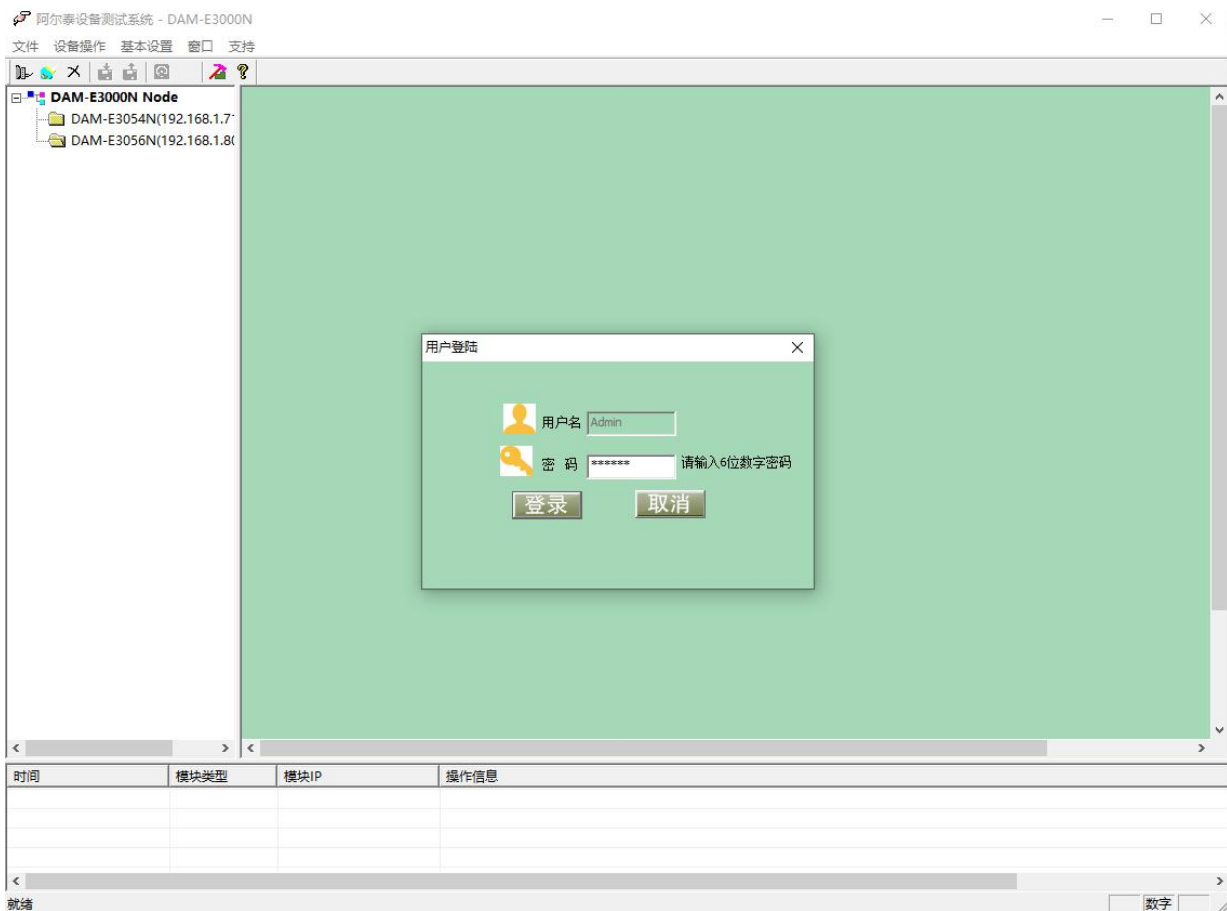 阿尔泰设备测试系统 - DAM-E3000N
文件 设备操作 基本设置 窗口 支持
DAM-E3000N Node
DAM-E3054N(192.168.1.7
DAM-E3056N(192.168.1.8
用户登陆
用户名 Admin
密 码 ****** 请输入6位数字密码
登录 取消
时间 模块类型 模块IP 操作信息
就绪 数字